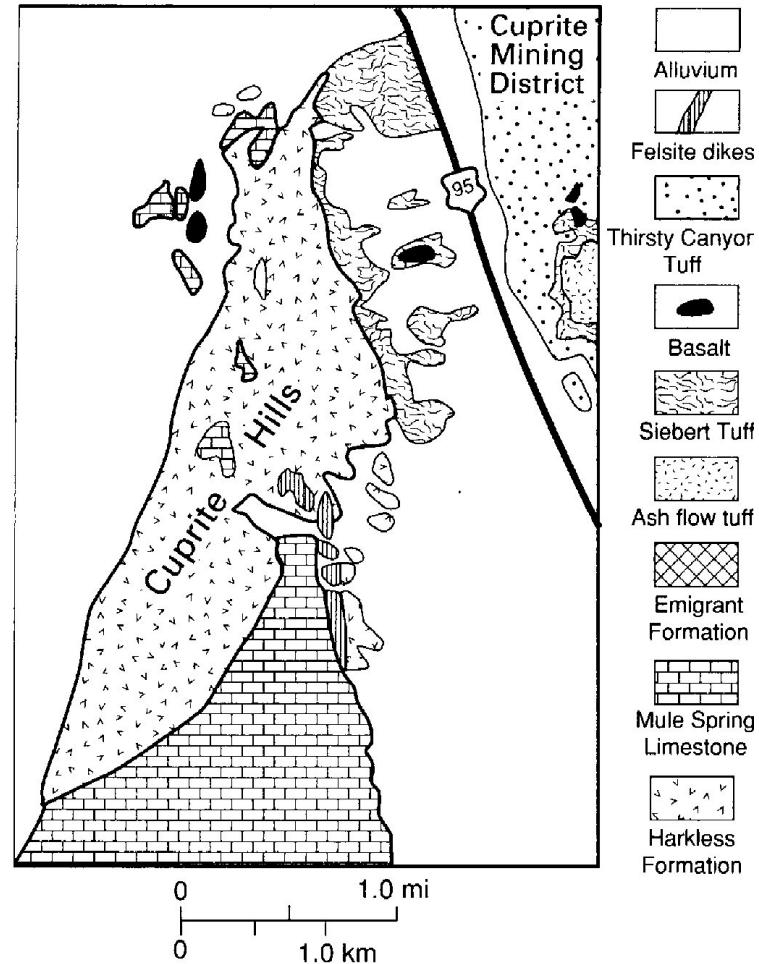 Cuprite
Mining
District
95
Cuprite Hills
Alluvium
Felsite dikes
Thirsty Canyon
Tuff
Basalt
Siebert Tuff
Ash flow tuff
Emigrant
Formation
Mule Spring
Limestone
Harkless
Formation
0 1.0 mi
0 1.0 km